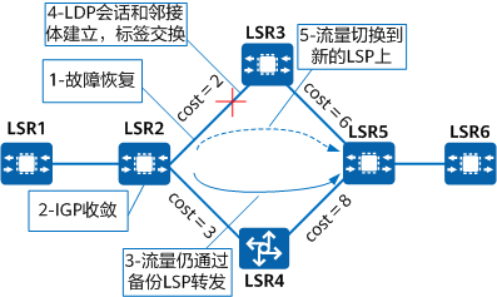 4-LDP会话和邻接
体建立，标签交换
LSR3
5-流量切换到
新的LSP上
1-故障恢复
cost=2
cost=6
LSR1
LSR2
LSR5
LSR6
2-IGP收敛
cost=3
cost=8
3-流量仍通过
备份LSP转发
LSR4